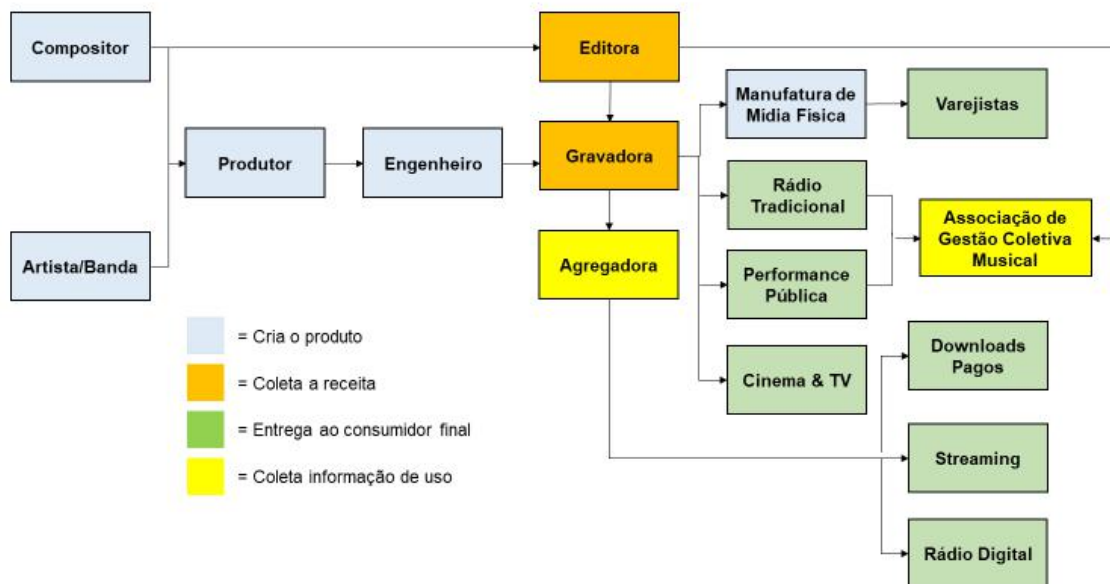 Compositor
Editora
Manufatura de
Mídia Física
Varejistas
Produtor
Engenheiro
Gravadora
Rádio
Tradicional
Associação de
Gestão Coletiva
Musical
Artista/Banda
Agregadora
Performance
Pública
= Cria o produto
= Coleta a receita
= Entrega ao consumidor final
= Coleta informação de uso
Cinema & TV
Downloads
Pagos
Streaming
Rádio Digital